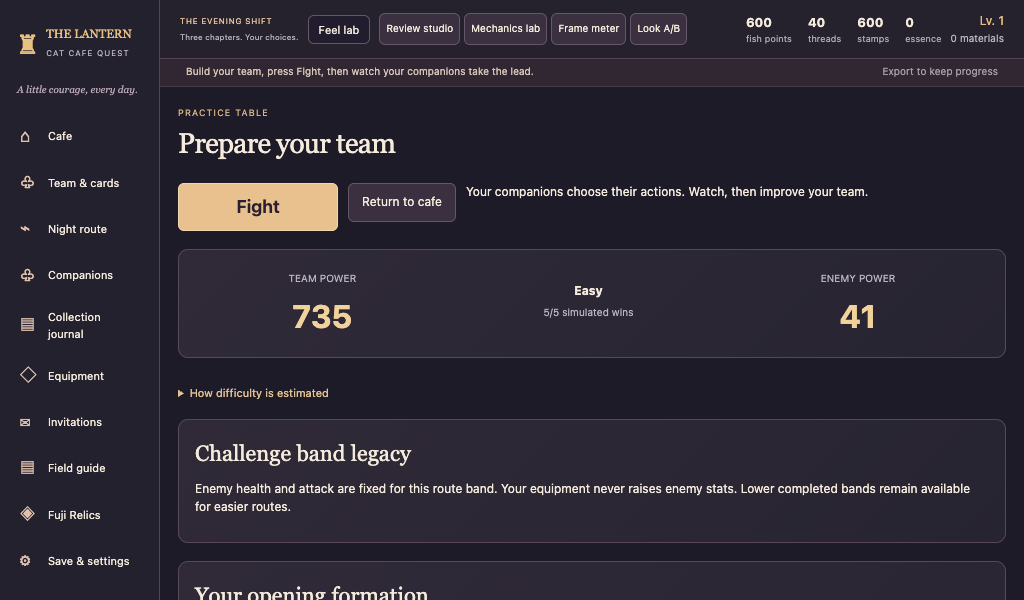 THE LANTERN
CAT CAFE QUEST
A little courage, every day.
Cafe
Team & cards
Night route
Companions
Collection
journal
Equipment
Invitations
Field guide
Fuji Relics
Save & settings
THE EVENING SHIFT
Three chapters. Your choices.
Feel lab
Review studio
Mechanics lab
Frame meter
Look A/B
600
fish points
40
threads
600
stamps
0
essence
Lv. 1
0 materials
Build your team, press Fight, then watch your companions take the lead.
Export to keep progress
PRACTICE TABLE
Prepare your team
Fight
Return to cafe
Your companions choose their actions. Watch, then improve your team.
TEAM POWER
735
Easy
5/5 simulated wins
ENEMY POWER
41
How difficulty is estimated
Challenge band legacy
Enemy health and attack are fixed for this route band. Your equipment never raises enemy stats. Lower completed bands remain available
for easier routes.
Your opening formation